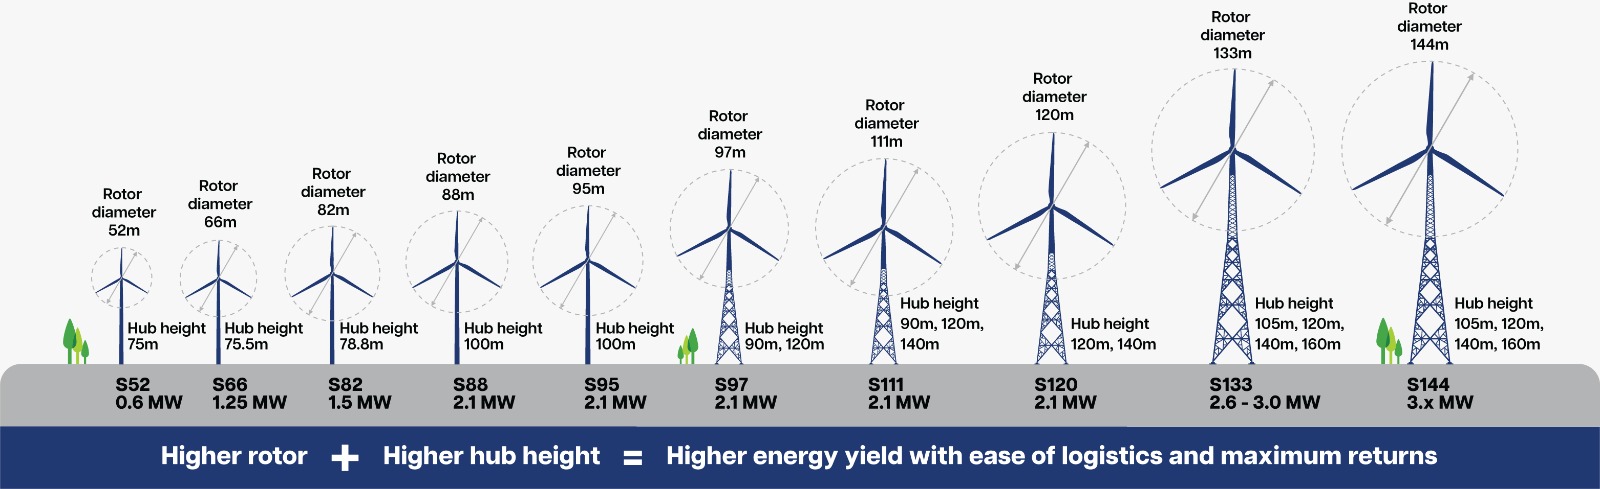 Rotor
diameter
52m
Hub height
75m
S52
0.6 MW
Rotor
diameter
66m
Hub height
75.5m
S66
1.25 MW
Rotor
diameter
82m
Hub height
78.8m
S82
1.5 MW
Rotor
diameter
88m
Hub height
100m
S88
2.1 MW
Rotor
diameter
95m
Hub height
100m
S95
2.1 MW
Rotor
diameter
97m
Hub height
90m, 120m
S97
2.1 MW
Rotor
diameter
111m
Hub height
90m, 120m,
140m
S111
2.1 MW
Rotor
diameter
120m
Hub height
120m, 140m
S120
2.1 MW
Rotor
diameter
133m
Hub height
105m, 120m,
140m, 160m
S133
2.6 - 3.0 MW
Rotor
diameter
144m
Hub height
105m, 120m,
140m, 160m
S144
3.x MW
Higher rotor + Higher hub height = Higher energy yield with ease of logistics and maximum returns